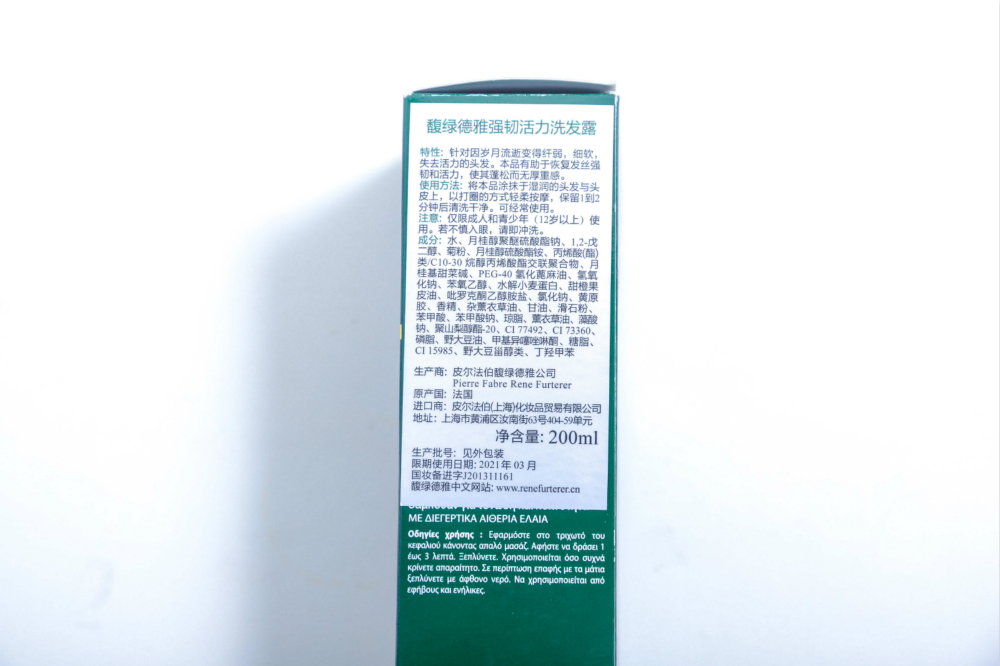 馥绿德雅强韧活力洗发露
特性：针对因岁月流逝变得纤弱，细软，
失去活力的头发。本品有助于恢复发丝强
韧和活力，使其蓬松而无厚重感。
使用方法：将本品涂抹于湿润的头发与头
皮上，以打圈的方式轻柔按摩，保留1到2
分钟后清洗干净。可经常使用。
注意：仅限成人和青少年（12岁以上）使
用。若不慎入眼，请即冲洗。
成分：水、月桂醇聚醚硫酸酯钠、1,2-戊
二醇、菊粉、月桂醇硫酸酯铵、丙烯酸(酯)
类/C10-30 烷醇丙烯酸酯交联聚合物、月
桂基甜菜碱、PEG-40 氢化蓖麻油、氢氧
化钠、苯氧乙醇、水解小麦蛋白、甜橙果
皮油、吡罗克酮乙醇胺盐、氯化钠、黄原
胶、香精、杂薰衣草油、甘油、滑石粉、
苯甲酸、苯甲酸钠、琼脂、薰衣草油、藻酸
钠、聚山梨醇酯-20、CI 77492、CI 73360、
磷脂、野大豆油、甲基异噻唑啉酮、糖脂、
CI 15985、野大豆甾醇类、丁羟甲苯
生产商：皮尔法伯馥绿德雅公司
Pierre Fabre Rene Furterer
原产国：法国
进口商：皮尔法伯(上海)化妆品贸易有限公司
地址：上海市黄浦区汝南街63号404-59单元
净含量: 200ml
生产批号：见外包装
限期使用日期: 2021年 03 月
国妆备进字J201311161
馥绿德雅中文网站: www.renefurterer.cn
ΜΕ ΔΙΕΓΕΡΤΙΚΑ ΑΙΘΕΡΙΑ ΕΛΑΙΑ
Οδηγίες χρήσης : Εφαρμόστε στο τριχωτό του
κεφαλιού κάνοντας απαλό μασάζ. Αφήστε να δράσει 1
έως 3 λεπτά. Ξεπλύνετε. Χρησιμοποιείται όσο συχνά
κρίνετε απαραίτητο. Σε περίπτωση επαφής με τα μάτια
ξεπλύνετε με άφθονο νερό. Να χρησιμοποιείται από
εφήβους και ενήλικες.